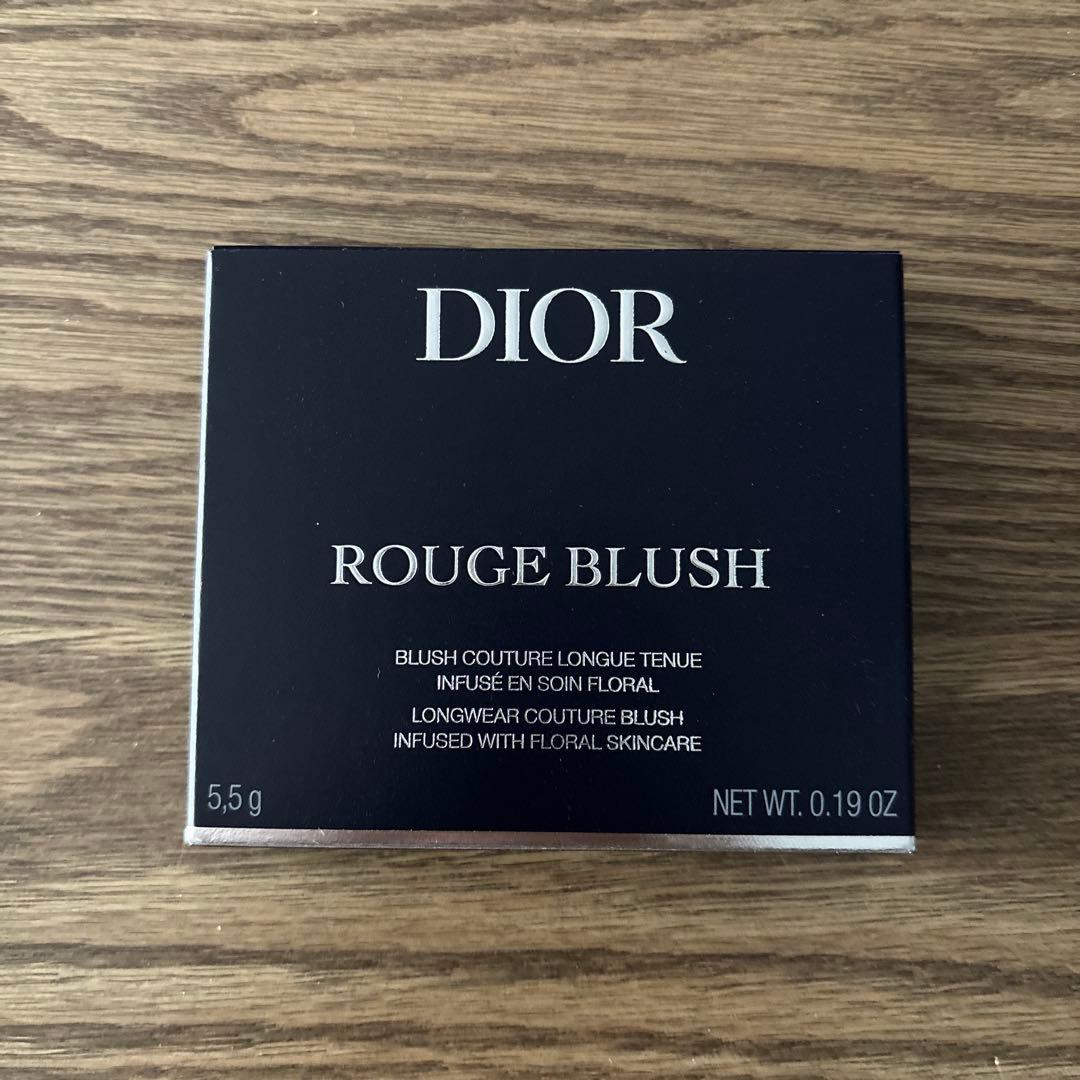 DIOR
ROUGE BLUSH
BLUSH COUTURE LONGUE TENUE
INFUSÉ EN SOIN FLORAL
LONGWEAR COUTURE BLUSH
INFUSED WITH FLORAL SKINCARE
5,5 g
NET WT. 0.19 OZ